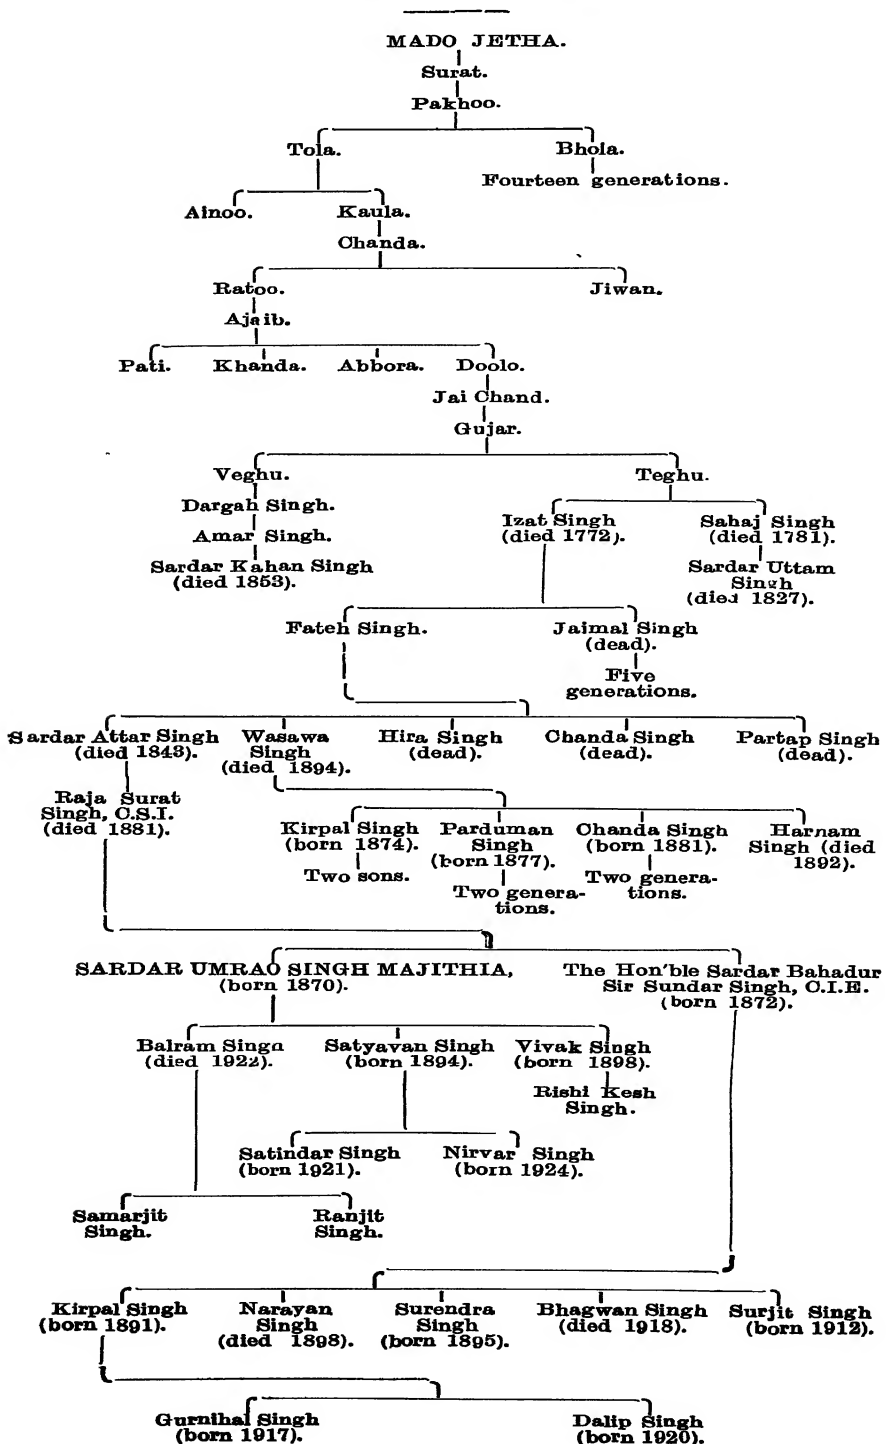 MADO JETHA.
Surat.
Pakhoo.
Tola. Bhola.
Fourteen generations.
Ainoo. Kaula.
Chanda.
Ratoo. Jiwan.
Ajaib.
Pati. Khanda. Abbora. Doolo.
Jai Chand.
Gujar.
Veghu. Teghu.
Dargah Singh.
Izat Singh (died 1772).
Sahaj Singh (died 1781).
Amar Singh.
Sardar Kahan Singh
(died 1853).
Sardar Uttam
Singh
(died 1827).
Fateh Singh.
Jaimal Singh
(dead).
Five
generations.
Sardar Attar Singh
(died 1843).
Wasawa
Singh
(died 1894).
Hira Singh
(dead).
Chanda Singh
(dead).
Partap Singh
(dead).
Raja Surat
Singh, C.S.I.
(died 1881).
Kirpal Singh
(born 1874).
Two sons.
Parduman
Singh
(born 1877).
Two genera-
tions.
Chanda Singh
(born 1881).
Two genera-
tions.
Harnam
Singh (died
1892).
SARDAR UMRAO SINGH MAJITHIA,
(born 1870).
The Hon'ble Sardar Bahadur
Sir Sundar Singh, C.I.E.
(born 1872).
Balram Singh
(died 1922).
Satyavan Singh
(born 1894).
Vivak Singh
(born 1898).
Rishi Kesh
Singh.
Satindar Singh
(born 1921).
Nirvar Singh
(born 1924).
Samarjit
Singh.
Ranjit
Singh.
Kirpal Singh
(born 1891).
Narayan
Singh
(died 1898).
Surendra
Singh
(born 1895).
Bhagwan Singh
(died 1918).
Surjit Singh
(born 1912).
Gurnihal Singh
(born 1917).
Dalip Singh
(born 1920).